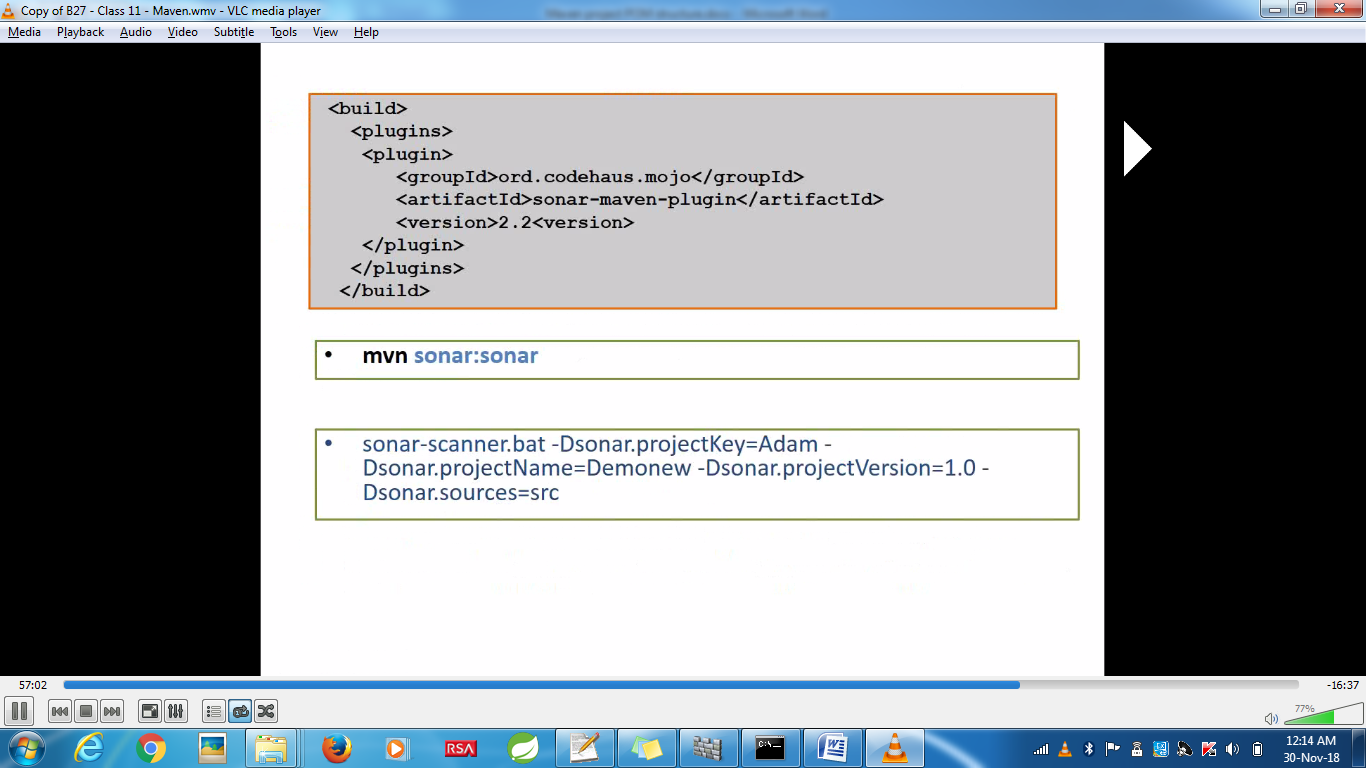 Copy of B27 - Class 11 - Maven.wmv - VLC media player
Media Playback Audio Video Subtitle Tools View Help
<build>
<plugins>
<plugin>
<groupId>ord.codehaus.mojo</groupId>
<artifactId>sonar-maven-plugin</artifactId>
<version>2.2<version>
</plugin>
</plugins>
</build>
• mvn sonar:sonar
• sonar-scanner.bat -Dsonar.projectKey=Adam -
Dsonar.projectName=Demonew -Dsonar.projectVersion=1.0 -
Dsonar.sources=src
57:02 -16:37
77%
RSA
C:\
12:14 AM
30-Nov-18